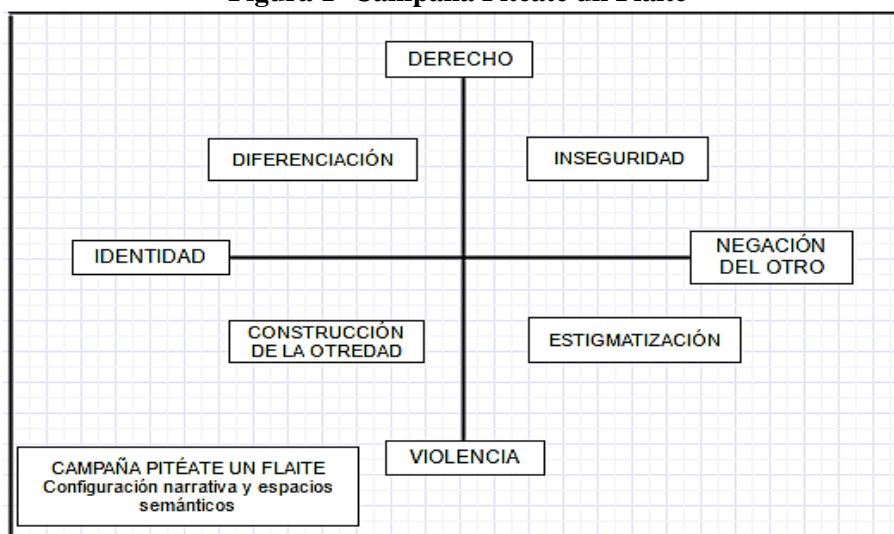 DERECHO
DIFERENCIACIÓN
INSEGURIDAD
IDENTIDAD
NEGACIÓN
DEL OTRO
CONSTRUCCIÓN
DE LA OTREDAD
ESTIGMATIZACIÓN
VIOLENCIA
CAMPAÑA PITÉATE UN FLAITE
Configuración narrativa y espacios
semánticos